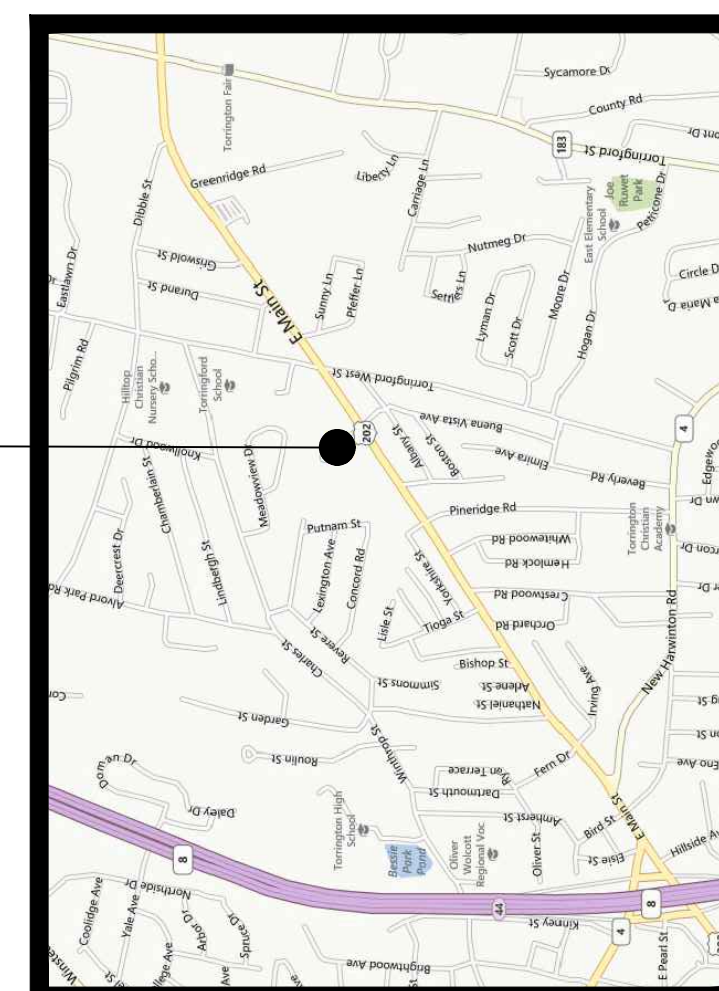 Sycamore Dr
County Rd
183
Torringford St
Torrington Fair
Greenridge Rd
Liberty Ln
Carriage Ln
Joe
Ruwet
Park
Petricone Dr
East Elementary
School
Dibble St
Griswold St
Durand St
Eastlawn Dr
Nutmeg Dr
Settlers Ln
Circle D
a Maria D
Sunny Ln
Pfeffer Ln
E Main St
Lyman Dr
Scott Dr
Moore Dr
Hogan Dr
Pilgrim Rd
Hilltop
Christian
Nursery Scho...
Torringford
School
Torringford West St
Buena Vista Ave
202
Albany St
Boston St
Elmira Ave
Beverly Rd
4
Edgewo
Knollwood Dr
Meadowview Dr
Chamberlain St
Lindbergh St
Deercrest Dr
Alvord Park Rd
Putnam St
Lexington Ave
Concord Rd
Pineridge Rd
Whitewood Rd
Hemlock Rd
Torrington
Christian
Academy
Yorkshire St
Crestwood Rd
Orchard Rd
Lisle St
Tioga St
Revere St
Charles St
Bishop St
Arlene St
Nathaniel St
Simmons St
Irving Ave
New Harwinton Rd
Garden St
Roulin St
Winthrop St
Ryan Terrace
Fern Dr
Dartmouth St
Amherst St
Eno Ave
Dorman Dr
Daley Dr
Torrington High
School
Bessie
Park
Pond
Oliver
Wolcott
Regional Voc
Oliver St
Bird St
Elsie St
E Main St
Hillside Av
8
44
8
4
Northside Dr
Coolidge Ave
Yale Ave
Arbor Dr
Spruce Dr
Kinney St
E Pearl St
Brightwood Ave